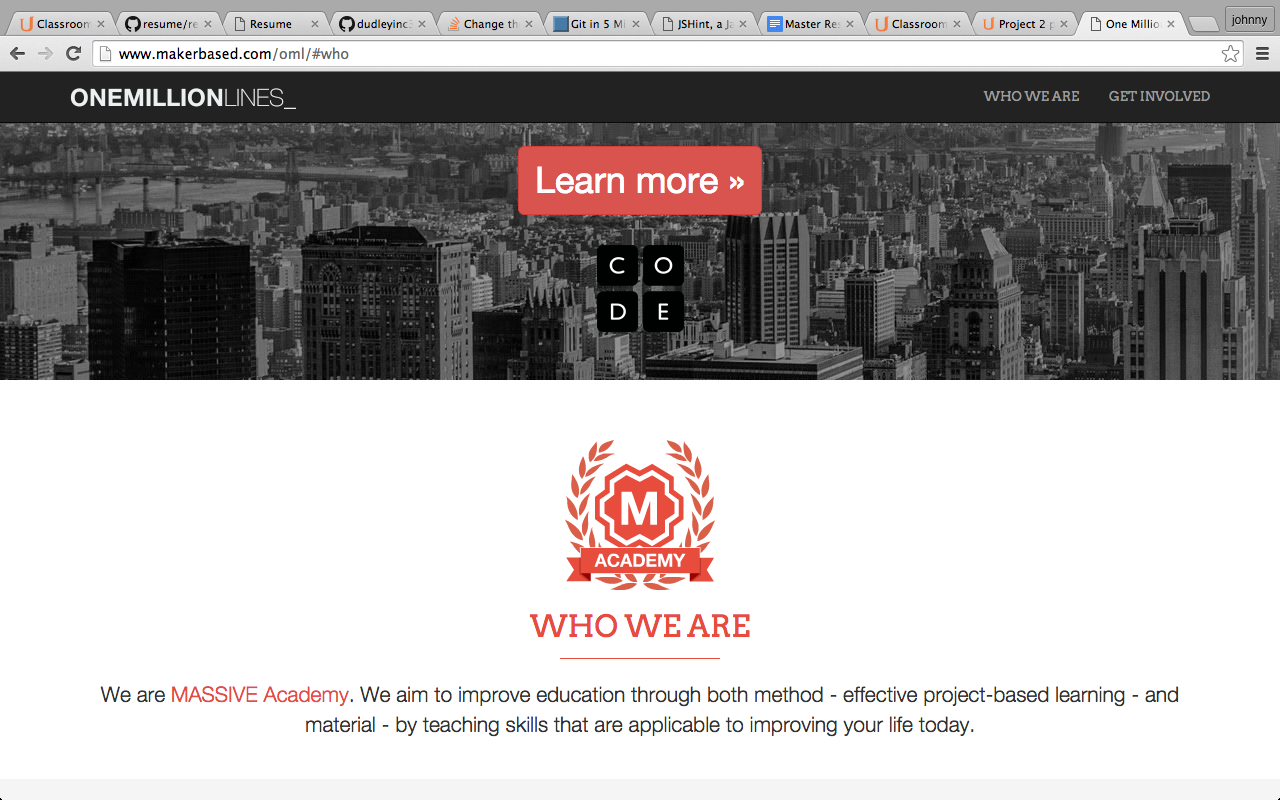 Classroom
resume/re
Resume
dudleyinc3
Change th
Git in 5 Mi
JSHint, a Ja
Master Res
Classroom
Project 2 p
One Millio
johnny
www.makerbased.com/oml/#who
ONEMILLIONLINES_
WHO WE ARE
GET INVOLVED
Learn more »
C O
D E
M
ACADEMY
WHO WE ARE
We are MASSIVE Academy. We aim to improve education through both method - effective project-based learning - and
material - by teaching skills that are applicable to improving your life today.